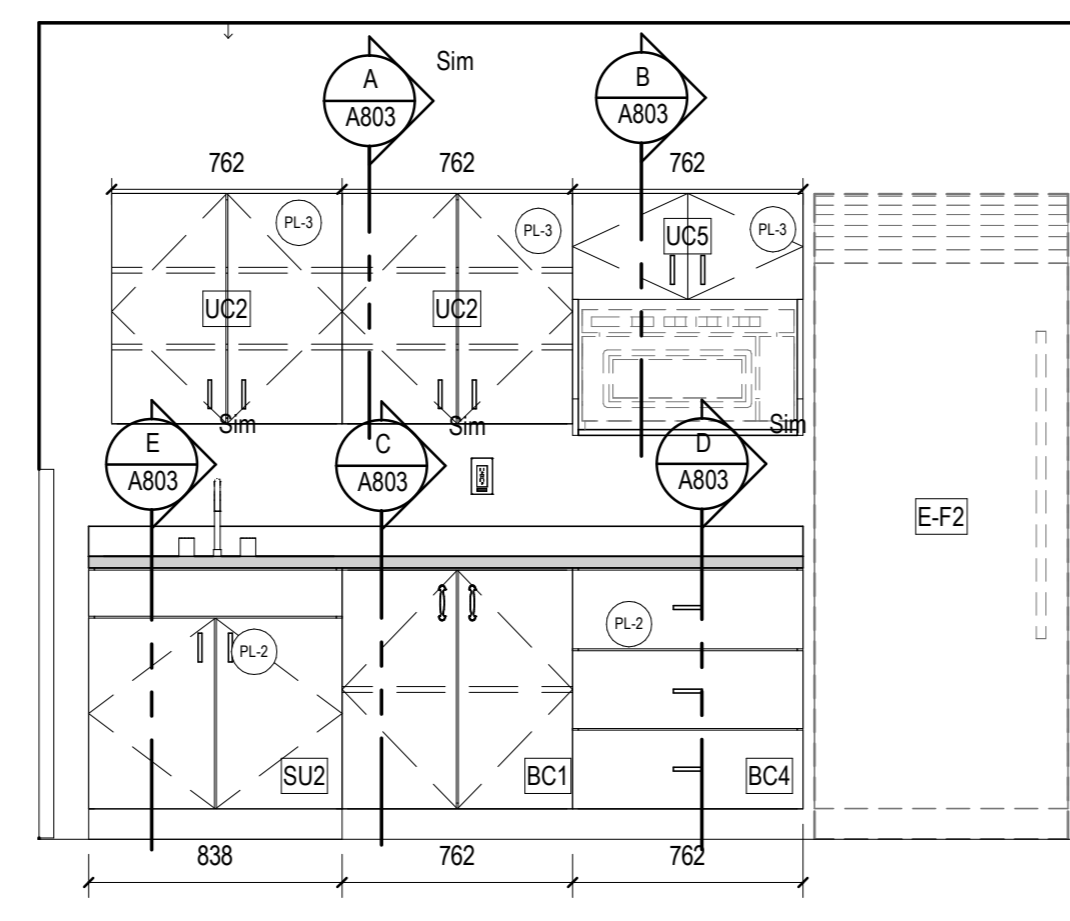 Sim
A
A803
B
A803
762
762
762
PL-3
PL-3
PL-3
UC5
UC2
UC2
Sim
Sim
Sim
E
A803
C
A803
D
A803
E-F2
PL-2
PL-2
SU2
BC1
BC4
838
762
762